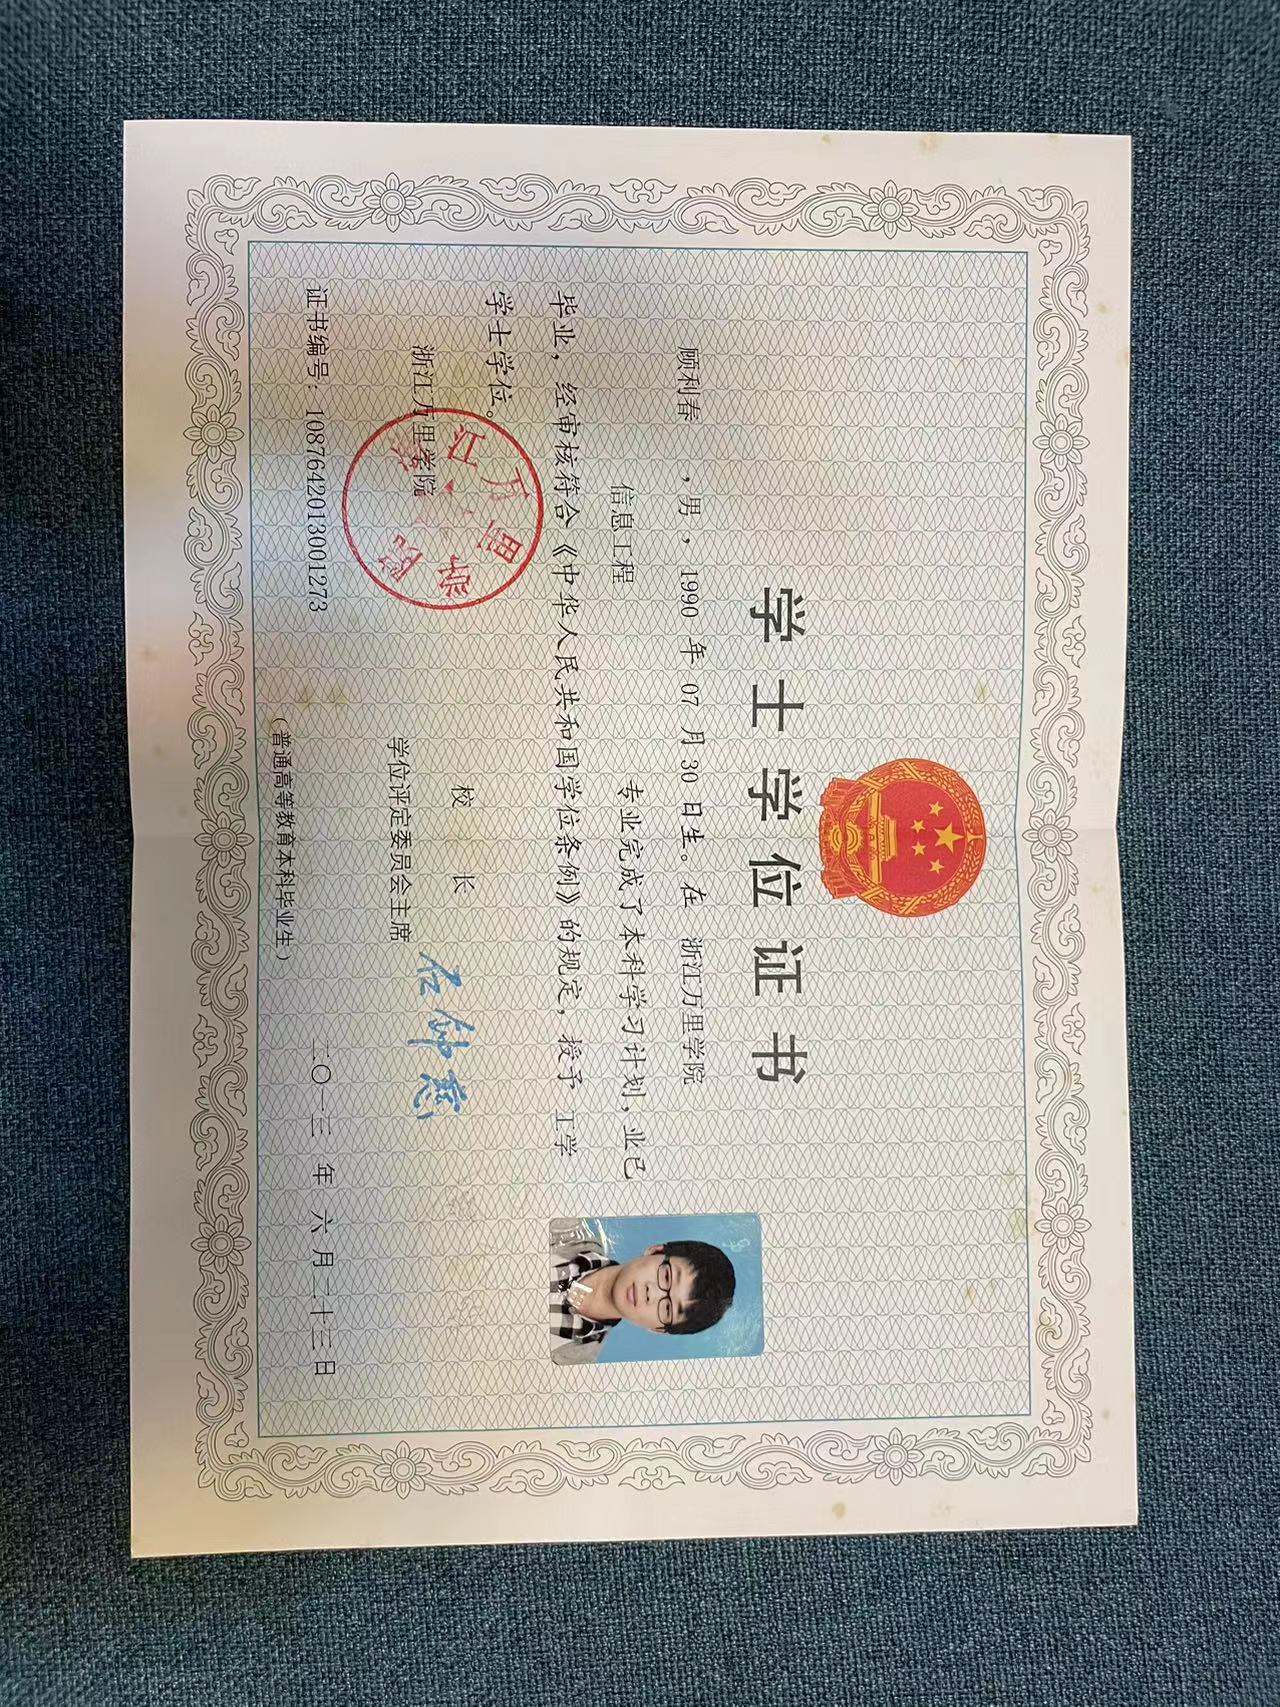 学士学位证书
顾利春，男，1990 年 07 月 30 日生。在 浙江万里学院
信息工程 专业完成了本科学习计划，业已
毕业，经审核符合《中华人民共和国学位条例》的规定，授予 工学
学士学位。
浙江万里学院
浙江万里学院
校 长
学位评定委员会主席
证书编号：1087642013001273
二〇一三 年 六 月 二十三 日
（普通高等教育本科毕业生）